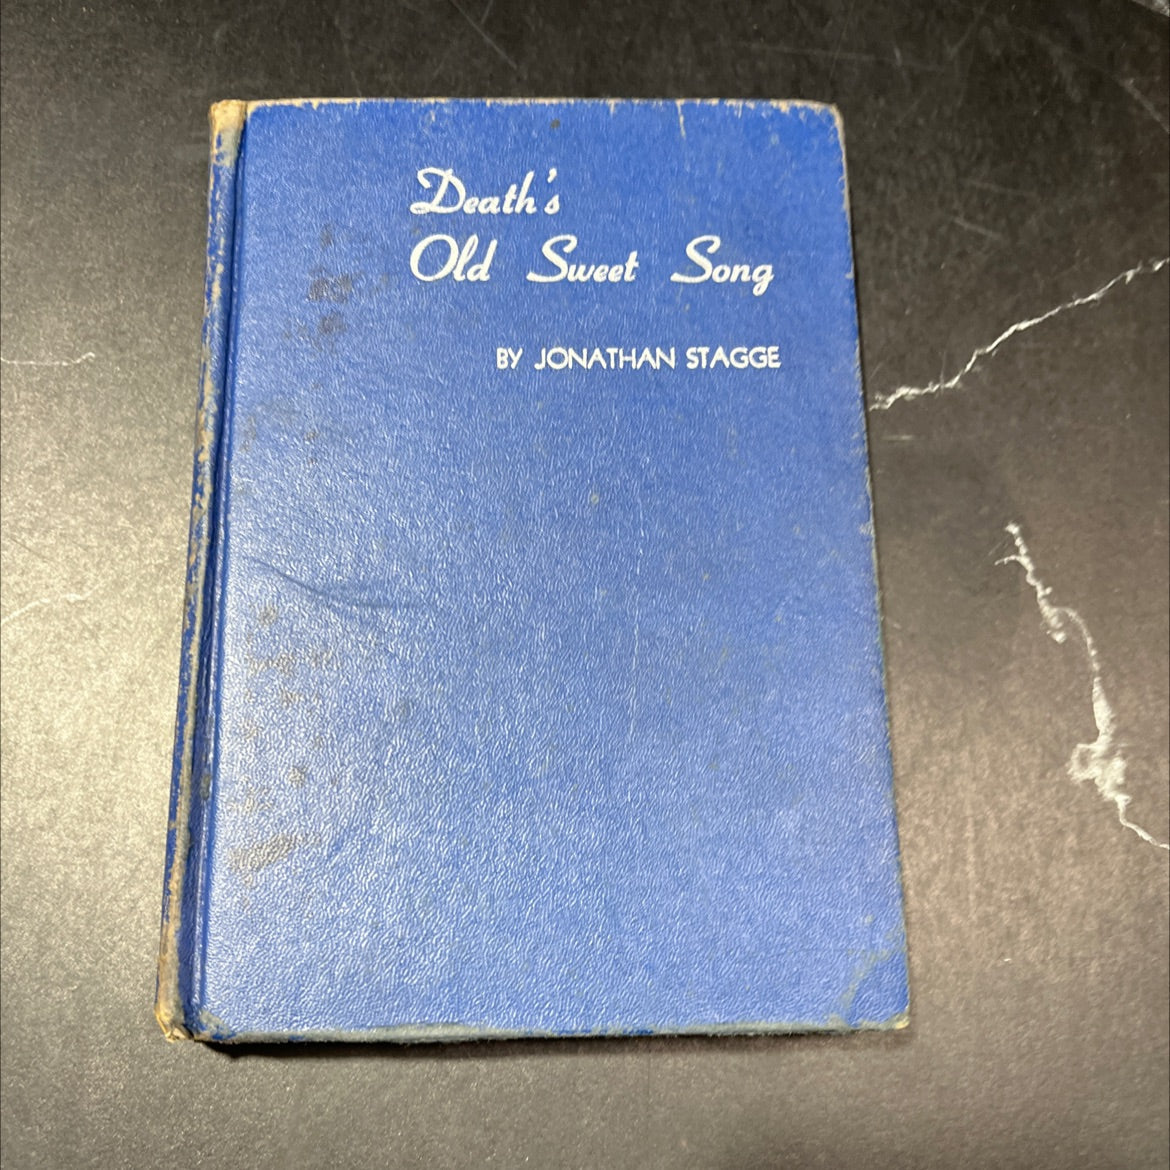 Death's
Old Sweet Song
BY JONATHAN STAGGE